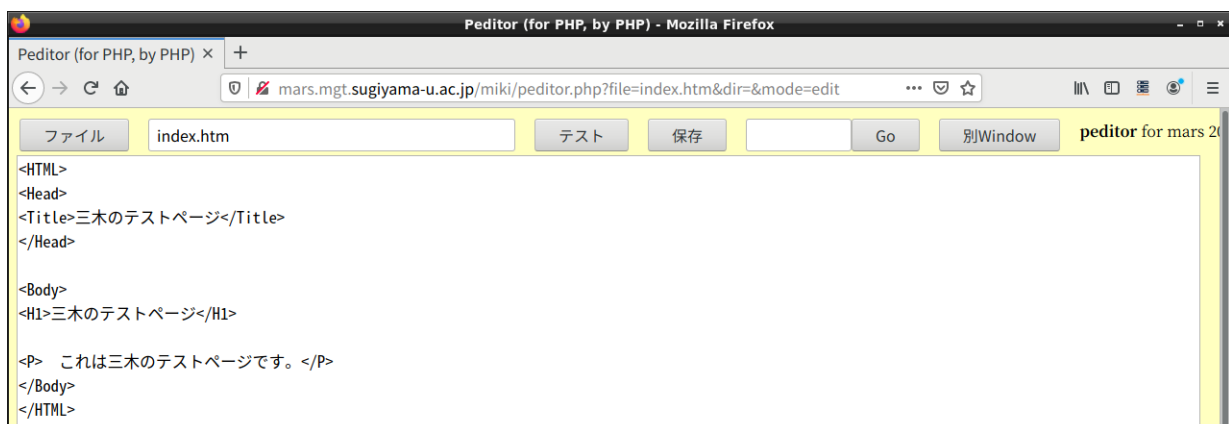 Peditor (for PHP, by PHP) - Mozilla Firefox
Peditor (for PHP, by PHP)
mars.mgt.sugiyama-u.ac.jp/miki/peditor.php?file=index.htm&dir=&mode=edit
ファイル index.htm テスト 保存 Go 別Window peditor for mars
<HTML>
<Head>
<Title>三木のテストページ</Title>
</Head>
<Body>
<H1>三木のテストページ</H1>
<P>　これは三木のテストページです。</P>
</Body>
</HTML>